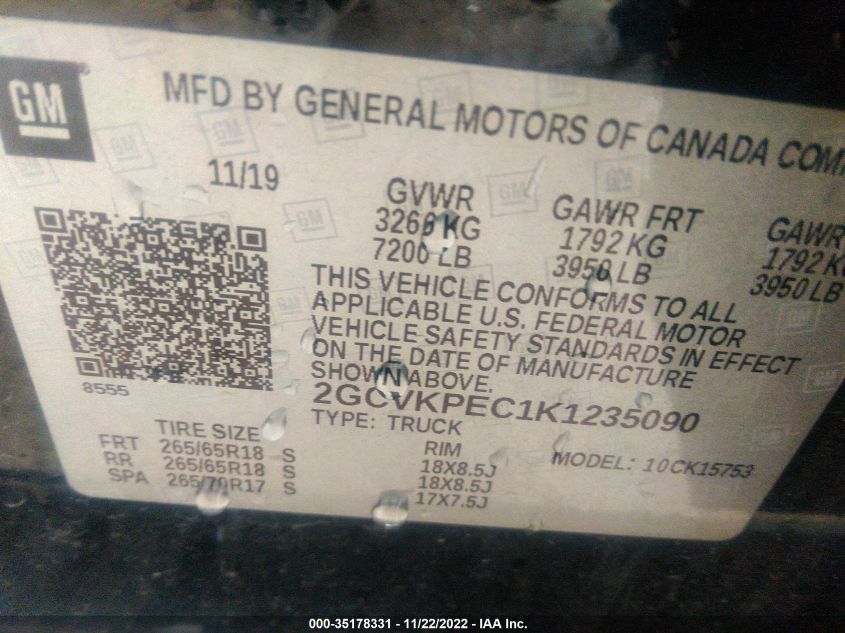 GM
MFD BY GENERAL MOTORS OF CANADA
11/19
GVWR GAWR FRT GAWR
3266 KG 1792 KG 1792
7200 LB 3950 LB 3950 LB
THIS VEHICLE CONFORMS TO ALL
APPLICABLE U.S. FEDERAL MOTOR
VEHICLE SAFETY STANDARDS IN EFFECT
ON THE DATE OF MANUFACTURE
SHOWN ABOVE.
8555
2GCVKPEC1K1235090
TYPE: TRUCK
TIRE SIZE RIM MODEL: 10CK15753
FRT 265/65R18 S 18X8.5J
RR 265/65R18 S 18X8.5J
SPA 265/70R17 S 17X7.5J
000-35178331 - 11/22/2022 - IAA Inc.